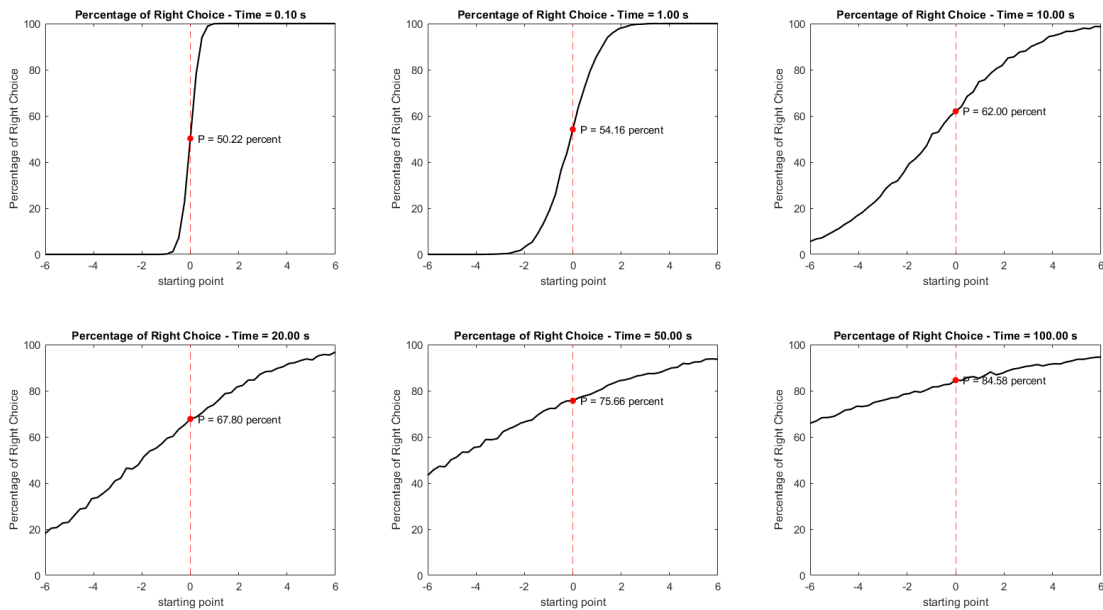 Percentage of Right Choice - Time = 0.10 s
100
80
60
40
20
0
Percentage of Right Choice
P = 50.22 percent
-6 -4 -2 0 2 4 6
starting point
Percentage of Right Choice - Time = 1.00 s
100
80
60
40
20
0
Percentage of Right Choice
P = 54.16 percent
-6 -4 -2 0 2 4 6
starting point
Percentage of Right Choice - Time = 10.00 s
100
80
60
40
20
0
Percentage of Right Choice
P = 62.00 percent
-6 -4 -2 0 2 4 6
starting point
Percentage of Right Choice - Time = 20.00 s
100
80
60
40
20
0
Percentage of Right Choice
P = 67.80 percent
-6 -4 -2 0 2 4 6
starting point
Percentage of Right Choice - Time = 50.00 s
100
80
60
40
20
0
Percentage of Right Choice
P = 75.66 percent
-6 -4 -2 0 2 4 6
starting point
Percentage of Right Choice - Time = 100.00 s
100
80
60
40
20
0
Percentage of Right Choice
P = 84.58 percent
-6 -4 -2 0 2 4 6
starting point